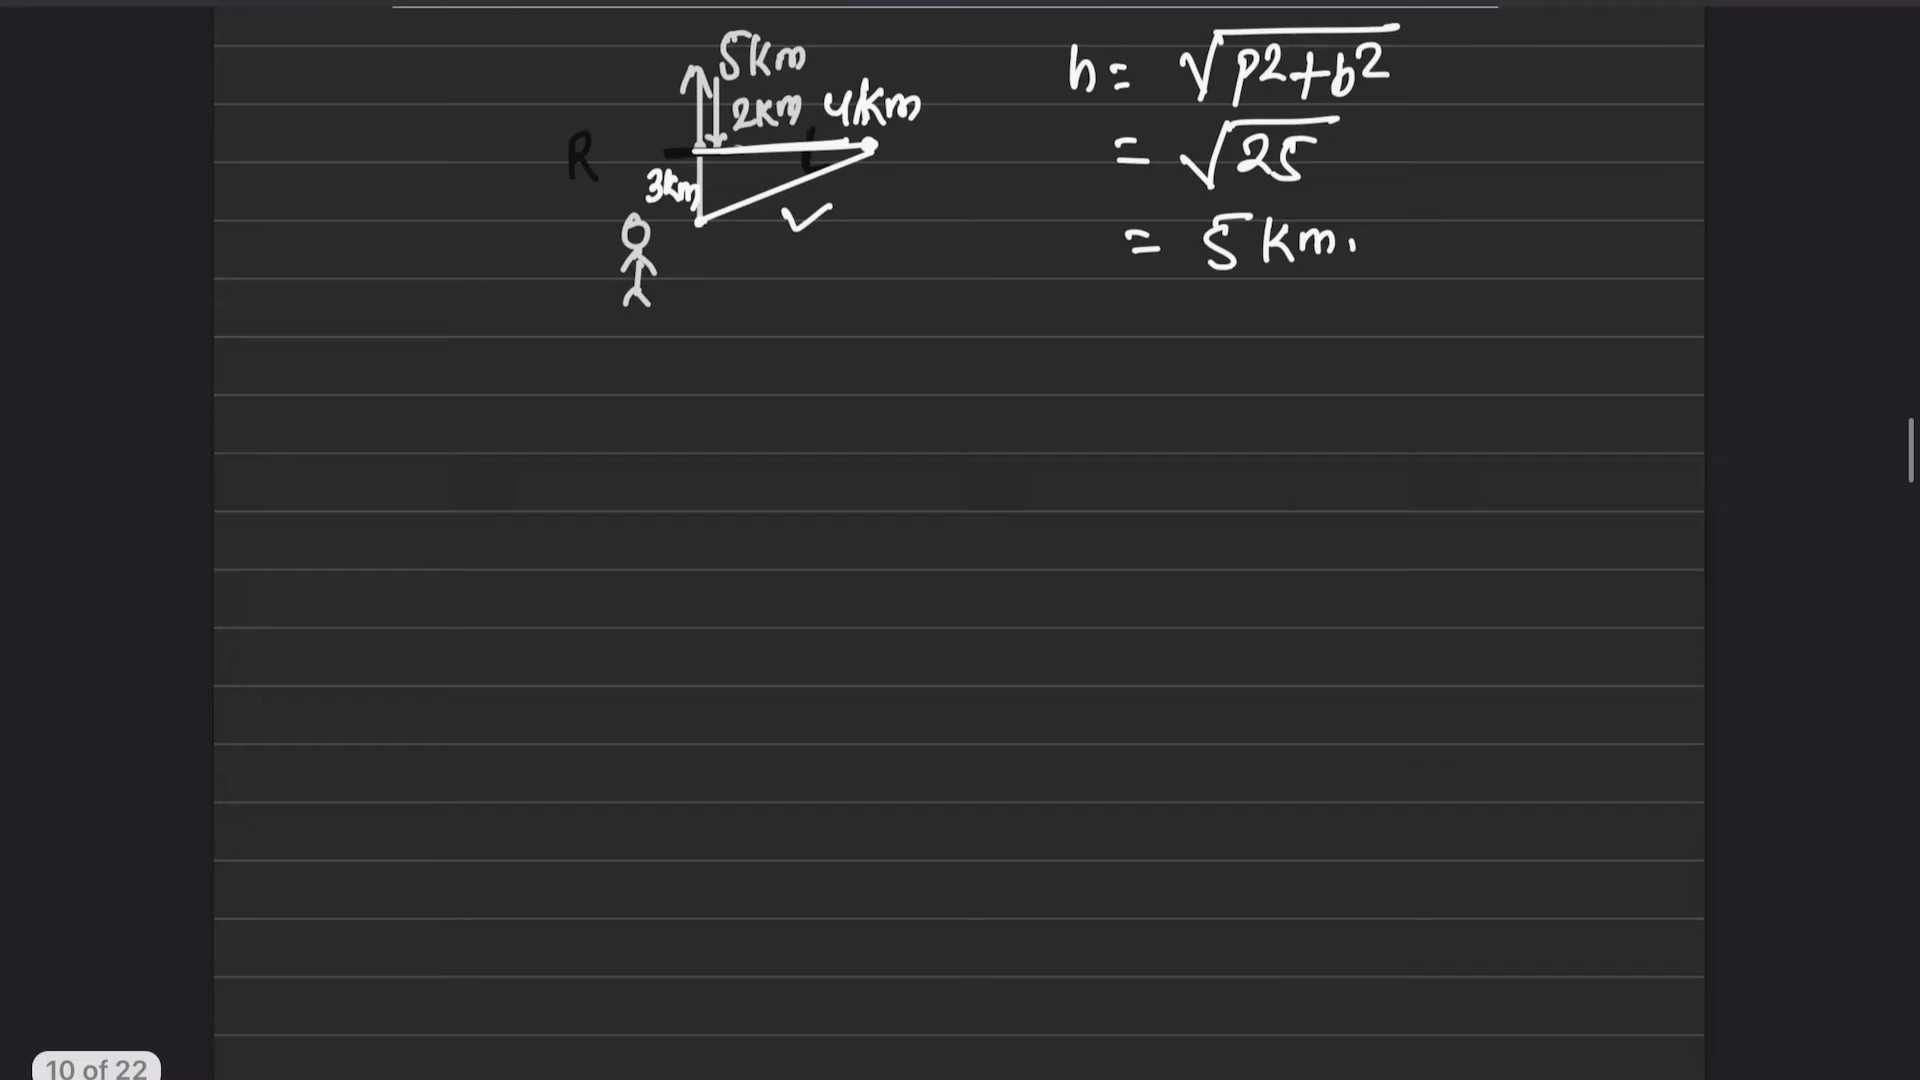 5km
2km 4km
R L
3km
h = √p2+b2
= √25
= 5 km.
10 of 22